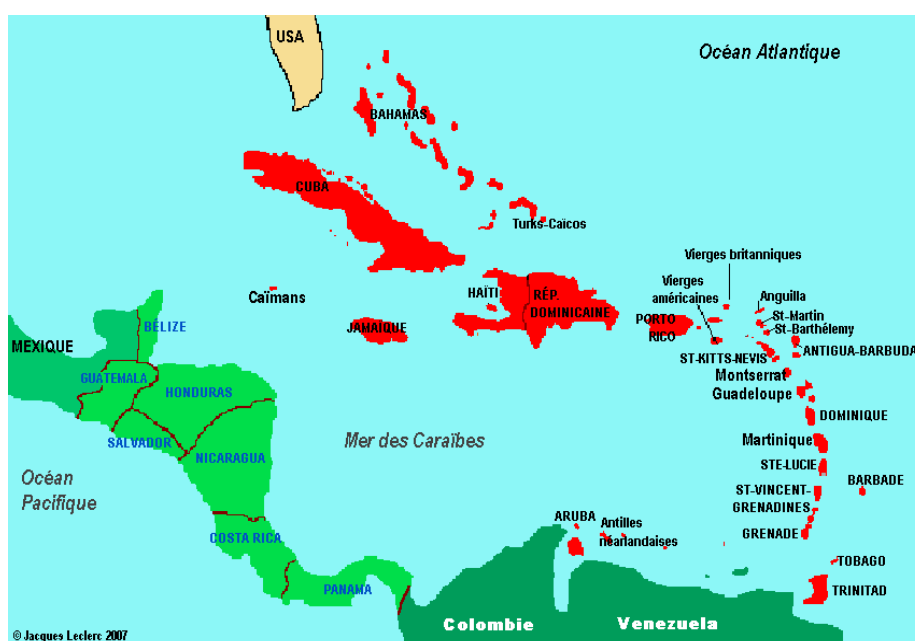 USA
Océan Atlantique
BAHAMAS
CUBA
Turks-Caïcos
Vierges britanniques
Vierges
américaines
Caïmans
HAÏTI
RÉP.
DOMINICAINE
Anguilla
St-Martin
St-Barthélemy
PORTO
RICO
JAMAÏQUE
BÉLIZE
MEXIQUE
ANTIGUA-BARBUDA
ST-KITTS-NEVIS
Montserrat
GUATEMALA
HONDURAS
Guadeloupe
DOMINIQUE
SALVADOR
Mer des Caraïbes
Martinique
NICARAGUA
STE-LUCIE
Océan
Pacifique
BARBADE
ST-VINCENT-
GRENADINES
ARUBA
Antilles
néarlandaises
GRENADE
COSTA RICA
TOBAGO
PANAMA
TRINITAD
Colombie
Venezuela
© Jacques Leclerc 2007